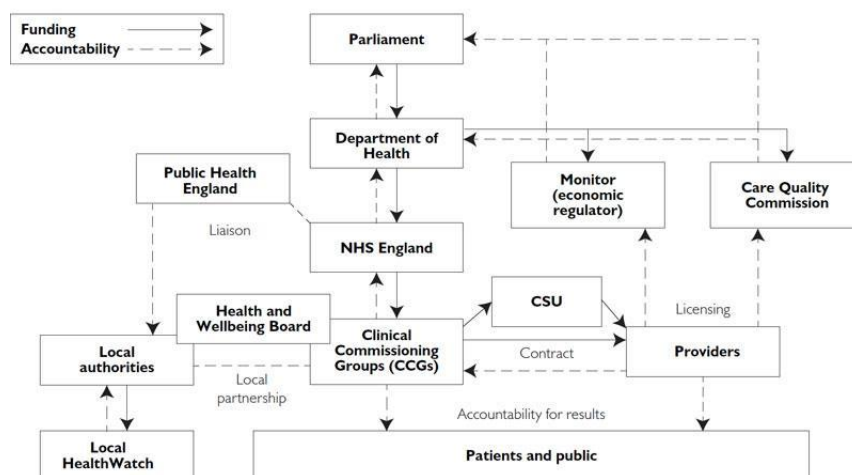 Funding
Accountability
Parliament
Department of
Health
Public Health
England
Monitor
(economic
regulator)
Care Quality
Commission
Liaison
NHS England
CSU
Health and
Wellbeing Board
Licensing
Clinical
Commissioning
Groups (CCGs)
Local
authorities
Contract
Providers
Local
partnership
Accountability for results
Local
HealthWatch
Patients and public